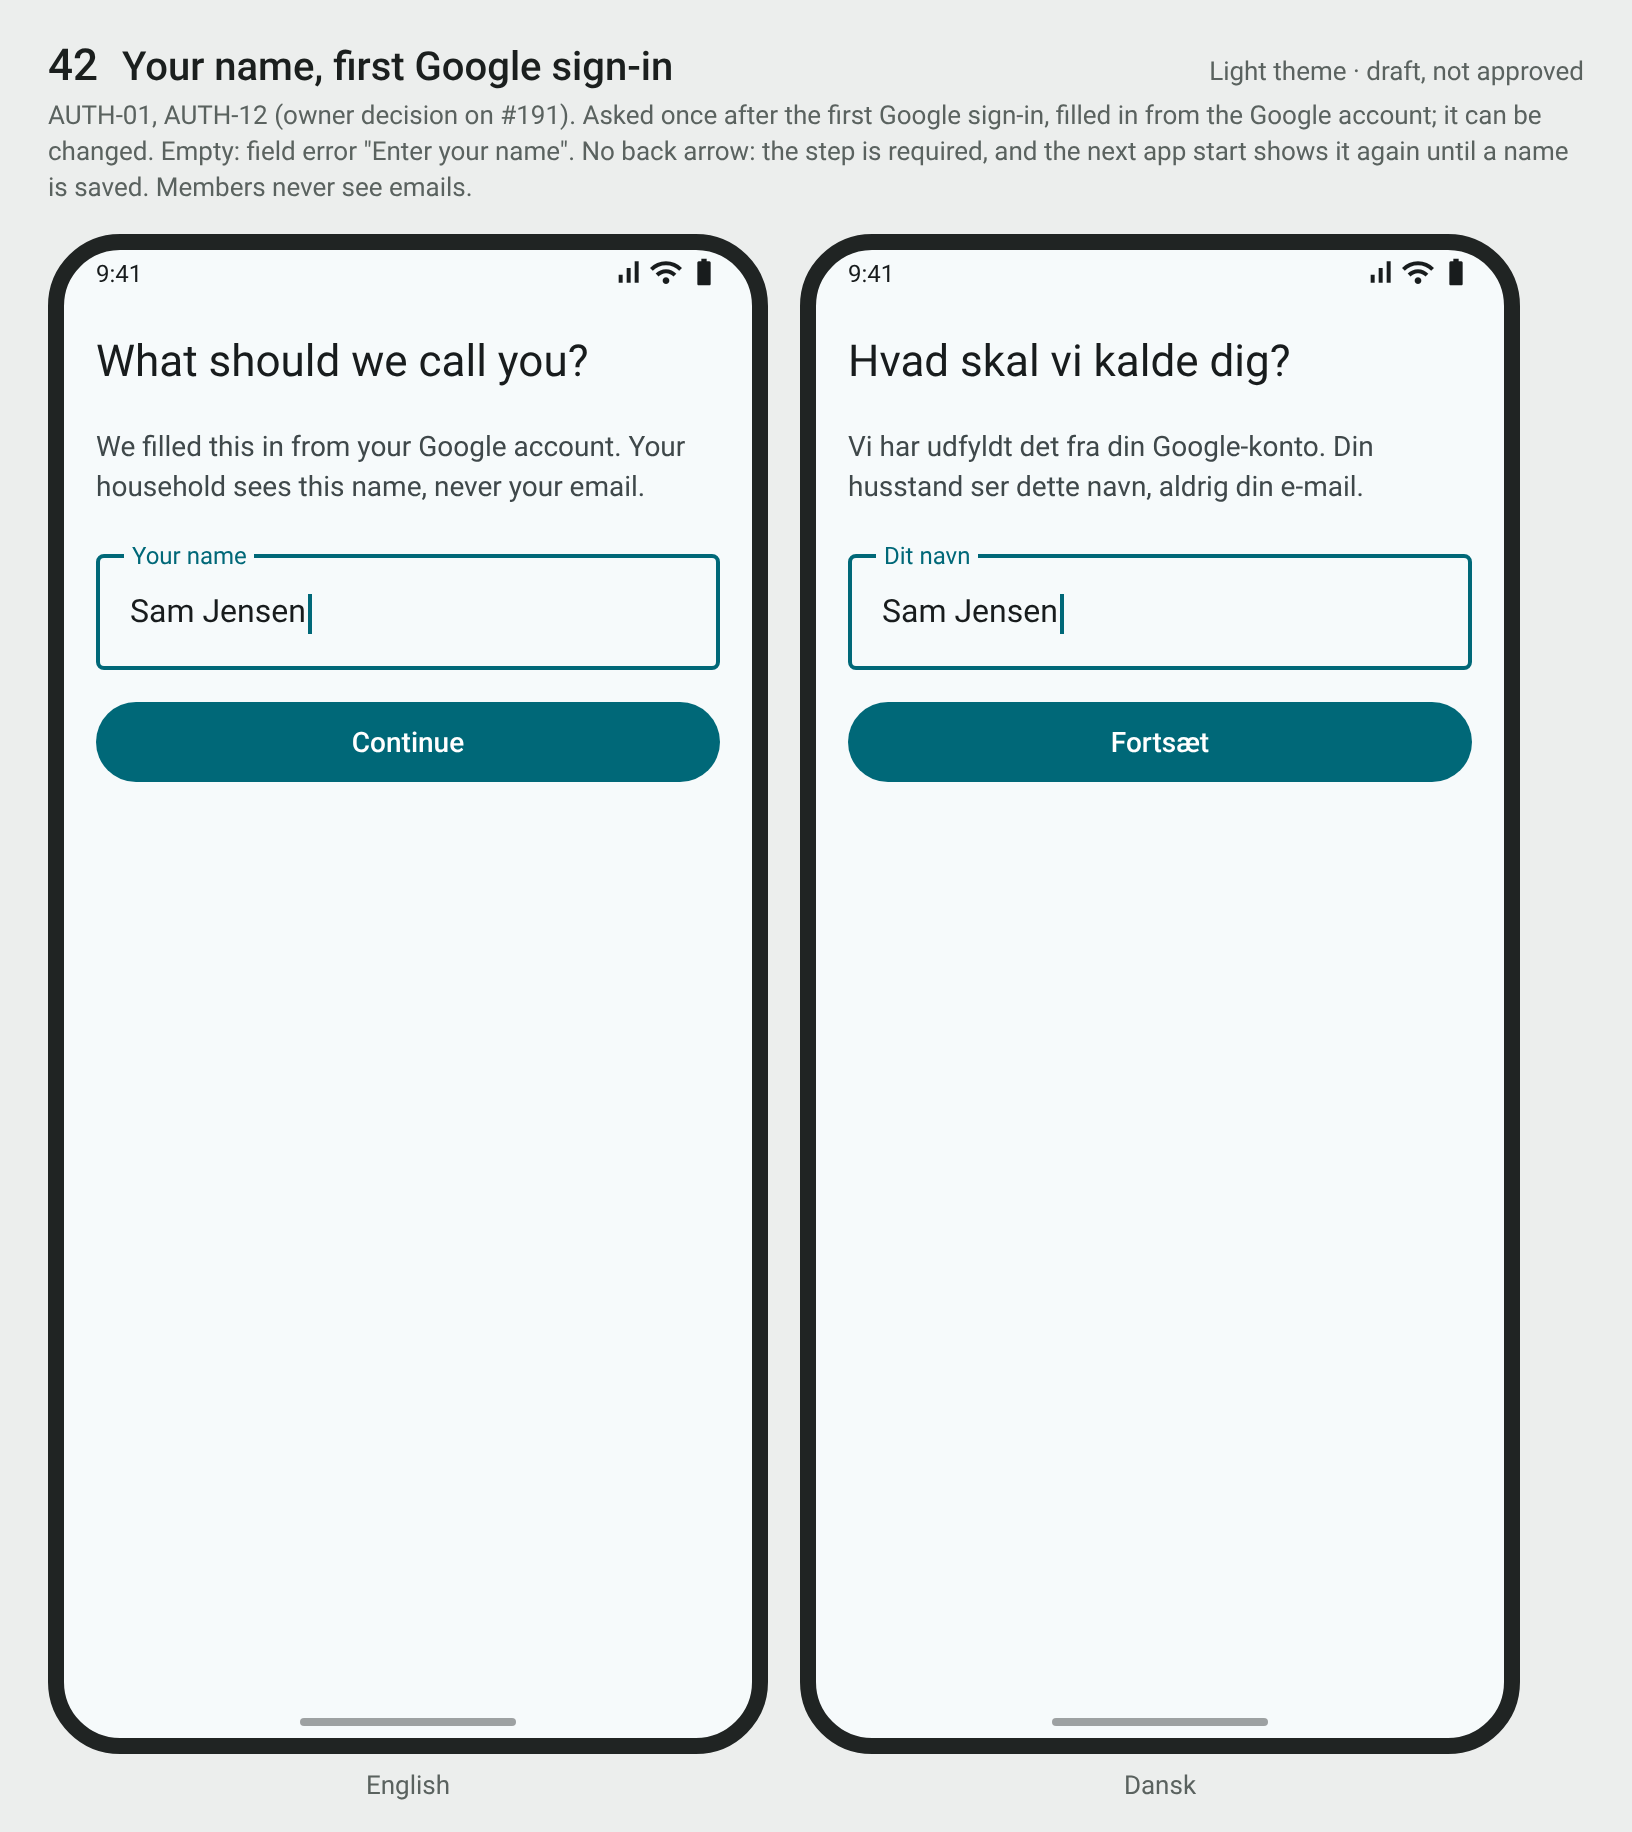 42 Your name, first Google sign-in
Light theme · draft, not approved
AUTH-01, AUTH-12 (owner decision on #191). Asked once after the first Google sign-in, filled in from the Google account; it can be
changed. Empty: field error "Enter your name". No back arrow: the step is required, and the next app start shows it again until a name
is saved. Members never see emails.
9:41
What should we call you?
We filled this in from your Google account. Your
household sees this name, never your email.
Your name
Sam Jensen
Continue
English
9:41
Hvad skal vi kalde dig?
Vi har udfyldt det fra din Google-konto. Din
husstand ser dette navn, aldrig din e-mail.
Dit navn
Sam Jensen
Fortsæt
Dansk